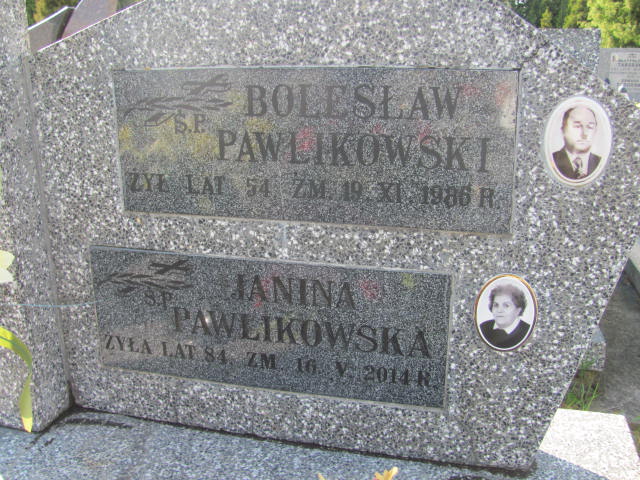 Ś.P. BOLESŁAW
PAWLIKOWSKI
ŻYŁ LAT 54 ZM. 19. XI. 1986 R.
Ś.P. JANINA
PAWLIKOWSKA
ŻYŁA LAT 84 ZM. 16. V. 2014 R.